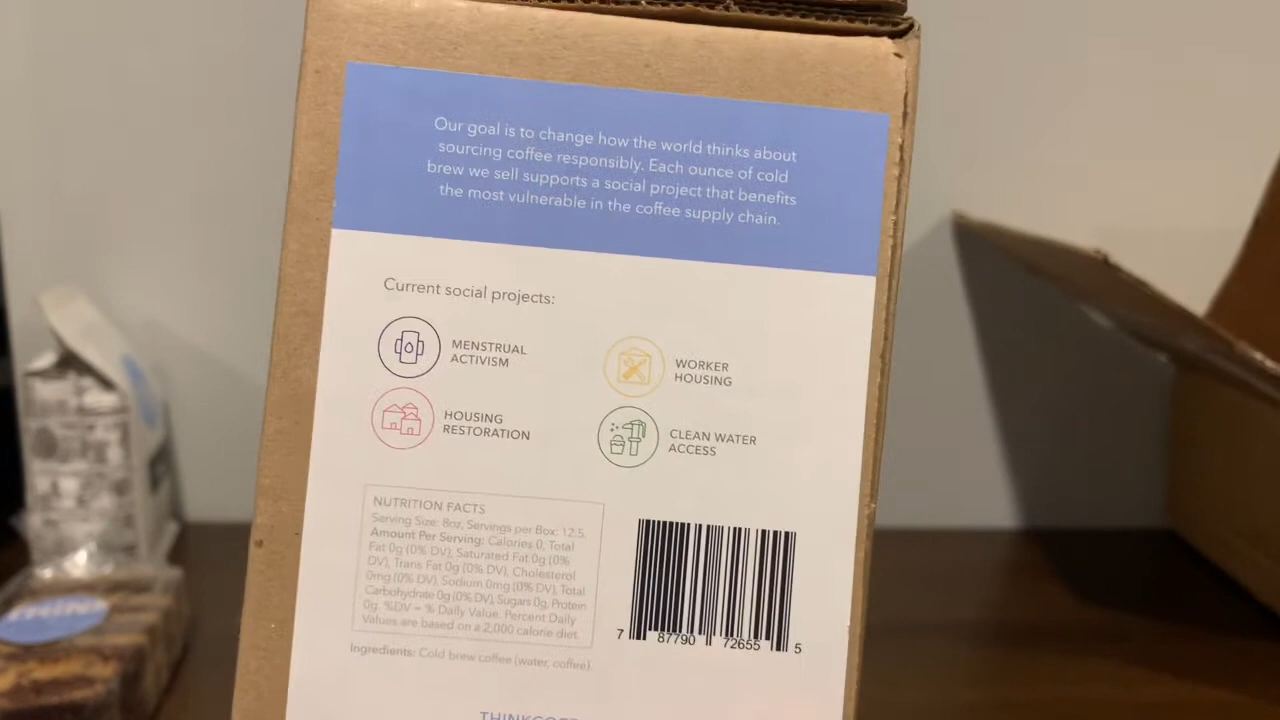 Our goal is to change how the world thinks about
sourcing coffee responsibly. Each ounce of cold
brew we sell supports a social project that benefits
the most vulnerable in the coffee supply chain.
Current social projects:
MENSTRUAL
ACTIVISM
WORKER
HOUSING
HOUSING
RESTORATION
CLEAN WATER
ACCESS
NUTRITION FACTS
Serving Size: 8oz, Servings per Box: 12.5,
Amount Per Serving: Calories 0, Total
Fat 0g (0% DV), Saturated Fat 0g (0%
DV), Trans Fat 0g (0% DV), Cholesterol
0mg (0% DV), Sodium 0mg (0% DV), Total
Carbohydrate 0g (0% DV), Sugars 0g, Protein
0g. %DV = % Daily Value. Percent Daily
Values are based on a 2,000 calorie diet.
7 87790 72655 5
Ingredients: Cold brew coffee (water, coffee).